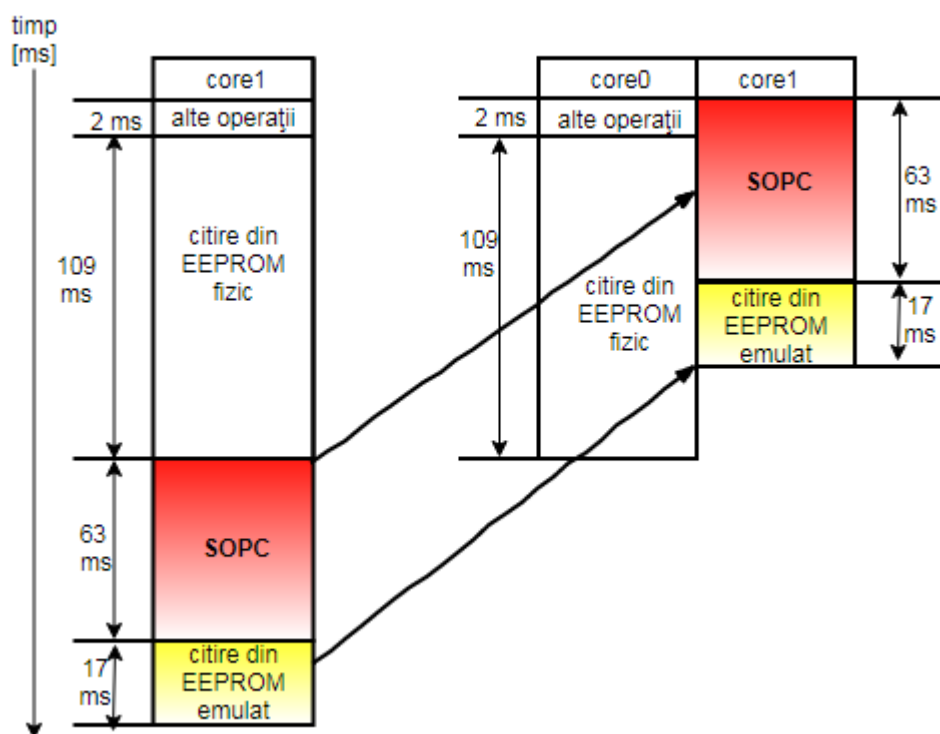 timp
[ms]
core1
2 ms
alte operaţii
109
ms
citire din
EEPROM
fizic
63
ms
SOPC
17
ms
citire din
EEPROM
emulat
core0
core1
2 ms
alte operaţii
SOPC
63
ms
109
ms
citire din
EEPROM
fizic
citire din
EEPROM
emulat
17
ms